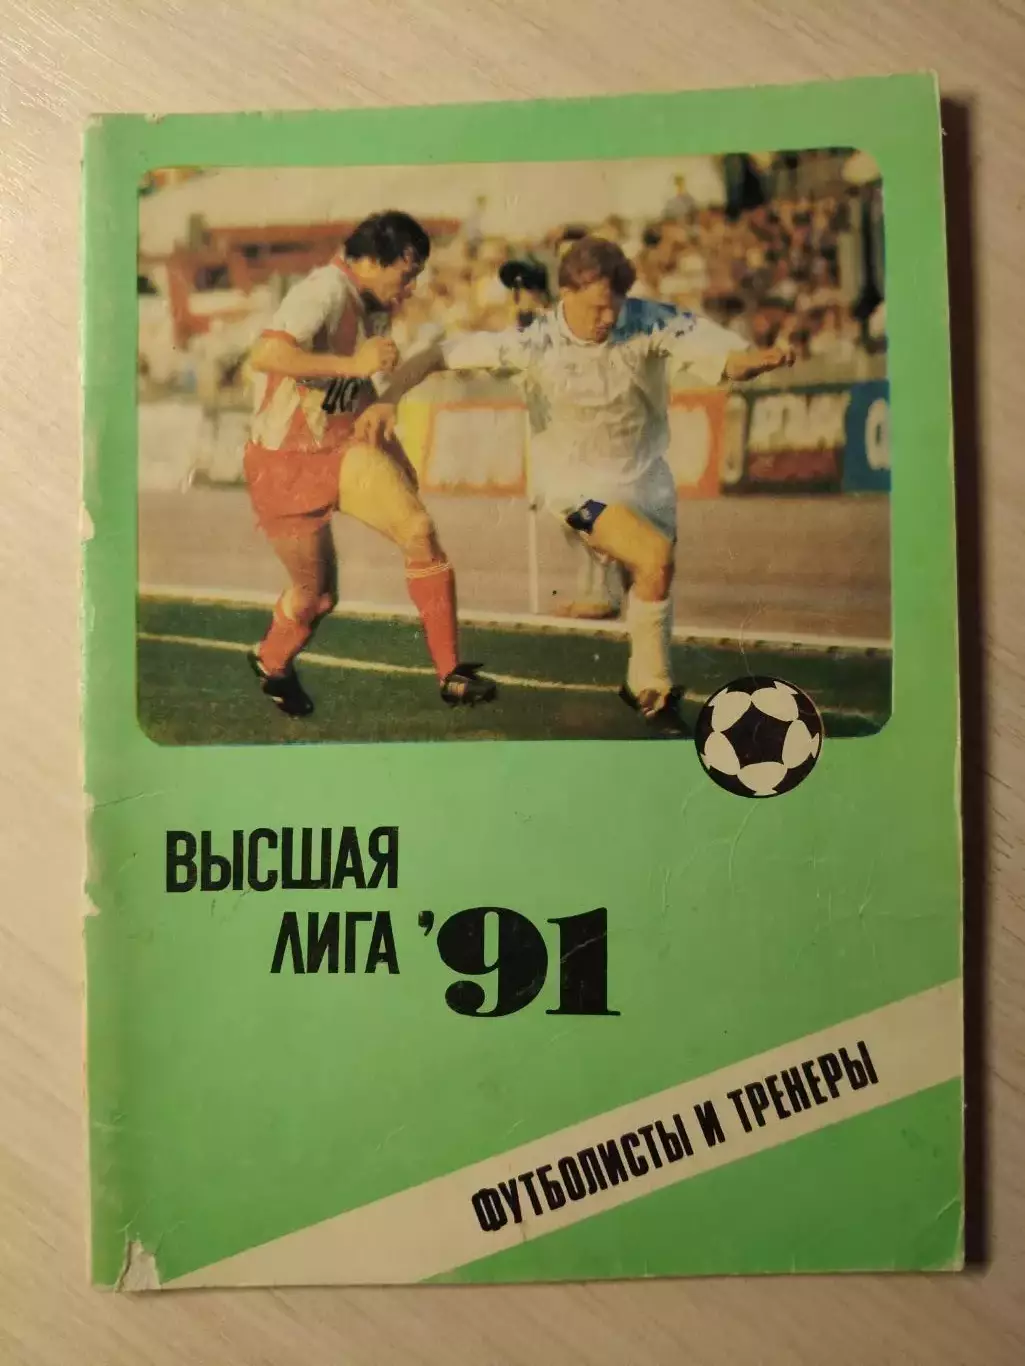 ВЫСШАЯ
ЛИГА '91
ФУТБОЛИСТЫ И ТРЕНЕРЫ